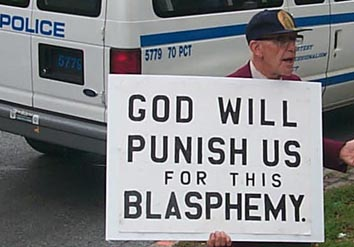 POLICE
5779
5779 70 PCT
GOD WILL
PUNISH US
FOR THIS
BLASPHEMY.